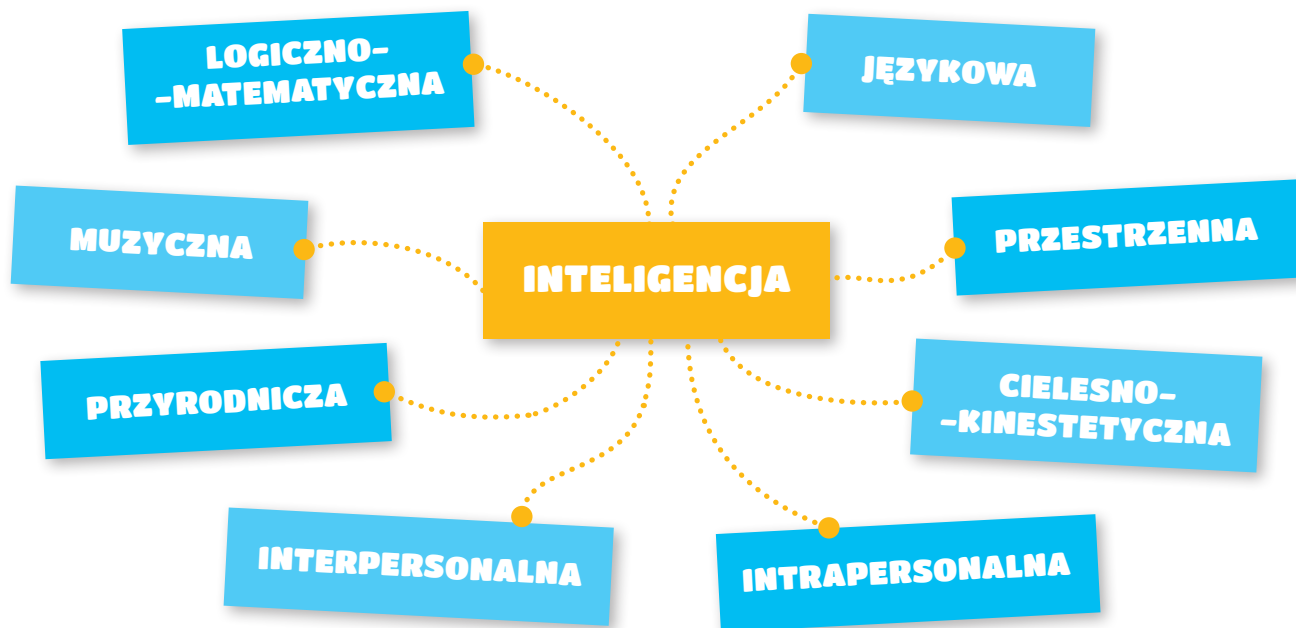 LOGICZNO-
-MATEMATYCZNA
JĘZYKOWA
MUZYCZNA
PRZESTRZENNA
INTELIGENCJA
PRZYRODNICZA
CIELESNO-
-KINESTETYCZNA
INTERPERSONALNA
INTRAPERSONALNA